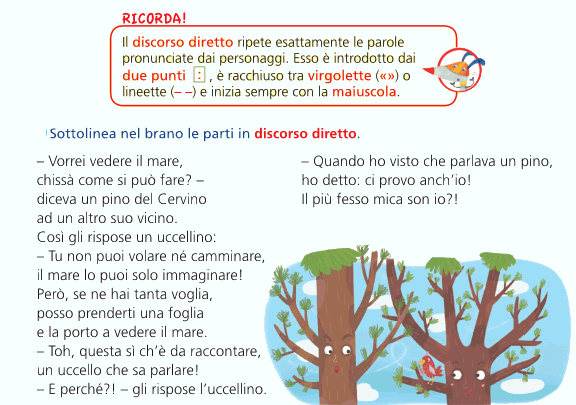 RICORDA!
Il discorso diretto ripete esattamente le parole
pronunciate dai personaggi. Esso è introdotto dai
due punti : , è racchiuso tra virgolette («») o
lineette (– –) e inizia sempre con la maiuscola.
Sottolinea nel brano le parti in discorso diretto.
– Vorrei vedere il mare,
chissà come si può fare? –
diceva un pino del Cervino
ad un altro suo vicino.
Così gli rispose un uccellino:
– Tu non puoi volare né camminare,
il mare lo puoi solo immaginare!
Però, se ne hai tanta voglia,
posso prenderti una foglia
e la porto a vedere il mare.
– Toh, questa sì ch'è da raccontare,
un uccello che sa parlare!
– E perché?! – gli rispose l'uccellino.
– Quando ho visto che parlava un pino,
ho detto: ci provo anch'io!
Il più fesso mica son io?!